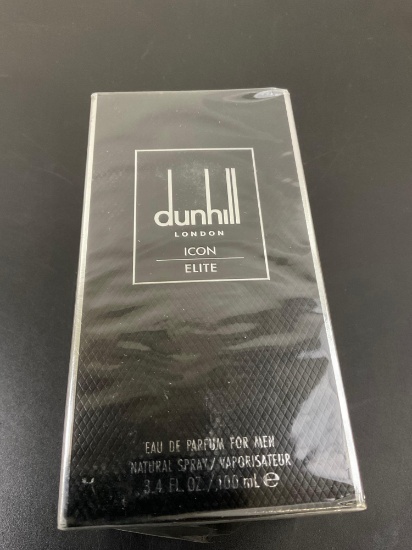 dunhill
LONDON
ICON
ELITE
EAU DE PARFUM FOR MEN
NATURAL SPRAY/VAPORISATEUR
3.4 FL. OZ./100 mL ℮